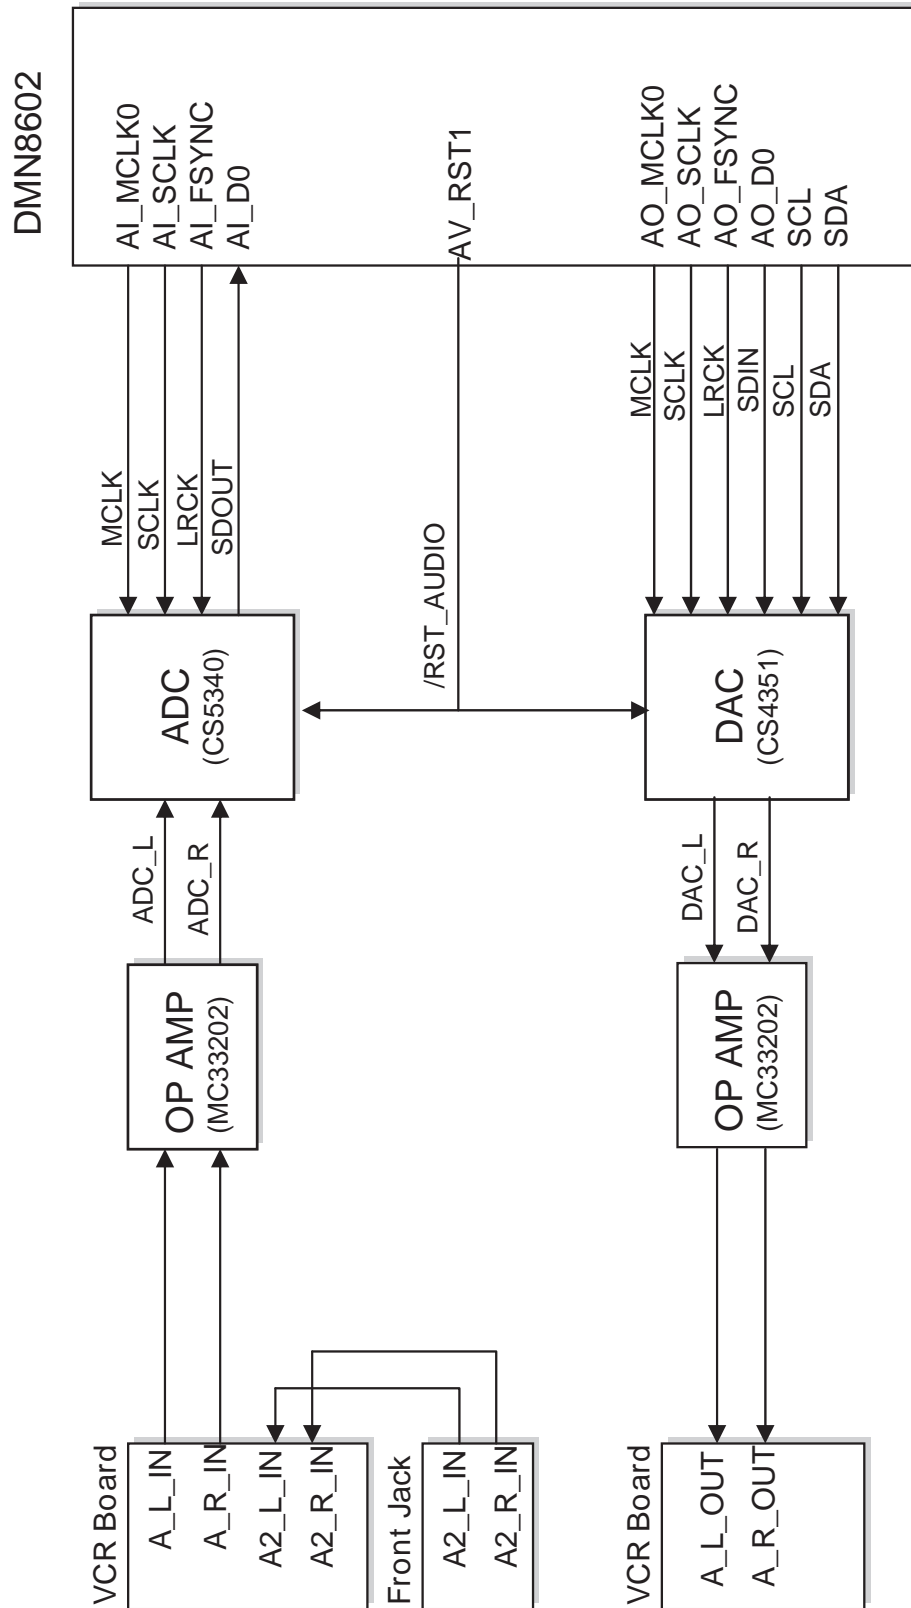 DMN8602
AI_MCLK0
AI_SCLK
AI_FSYNC
AI_D0
AV_RST1
AO_MCLK0
AO_SCLK
AO_FSYNC
AO_D0
SCL
SDA
MCLK
SCLK
LRCK
SDOUT
/RST_AUDIO
MCLK
SCLK
LRCK
SDIN
SCL
SDA
ADC
(CS5340)
DAC
(CS4351)
ADC_L
ADC_R
DAC_L
DAC_R
OP AMP
(MC33202)
OP AMP
(MC33202)
VCR Board
A_L_IN
A_R_IN
A2_L_IN
A2_R_IN
Front Jack
A2_L_IN
A2_R_IN
VCR Board
A_L_OUT
A_R_OUT